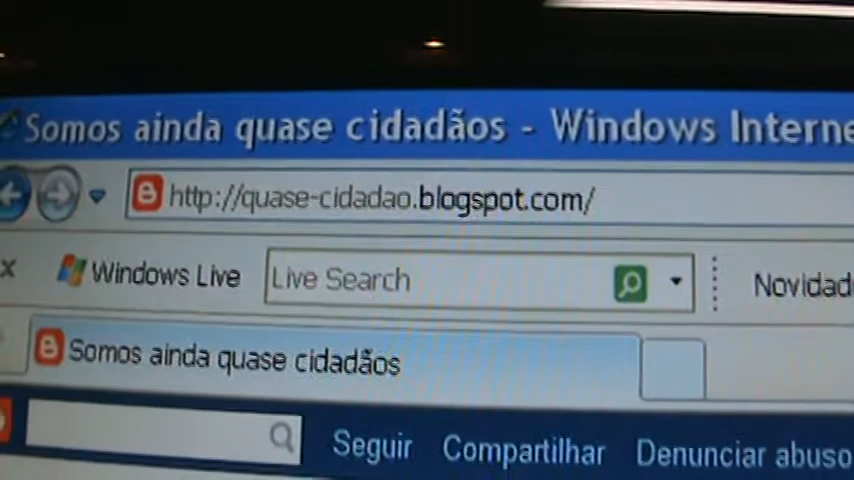 Somos ainda quase cidadãos - Windows Interne
http://quase-cidadao.blogspot.com/
x Windows Live Live Search Novidad
Somos ainda quase cidadãos
Seguir Compartilhar Denunciar abuso